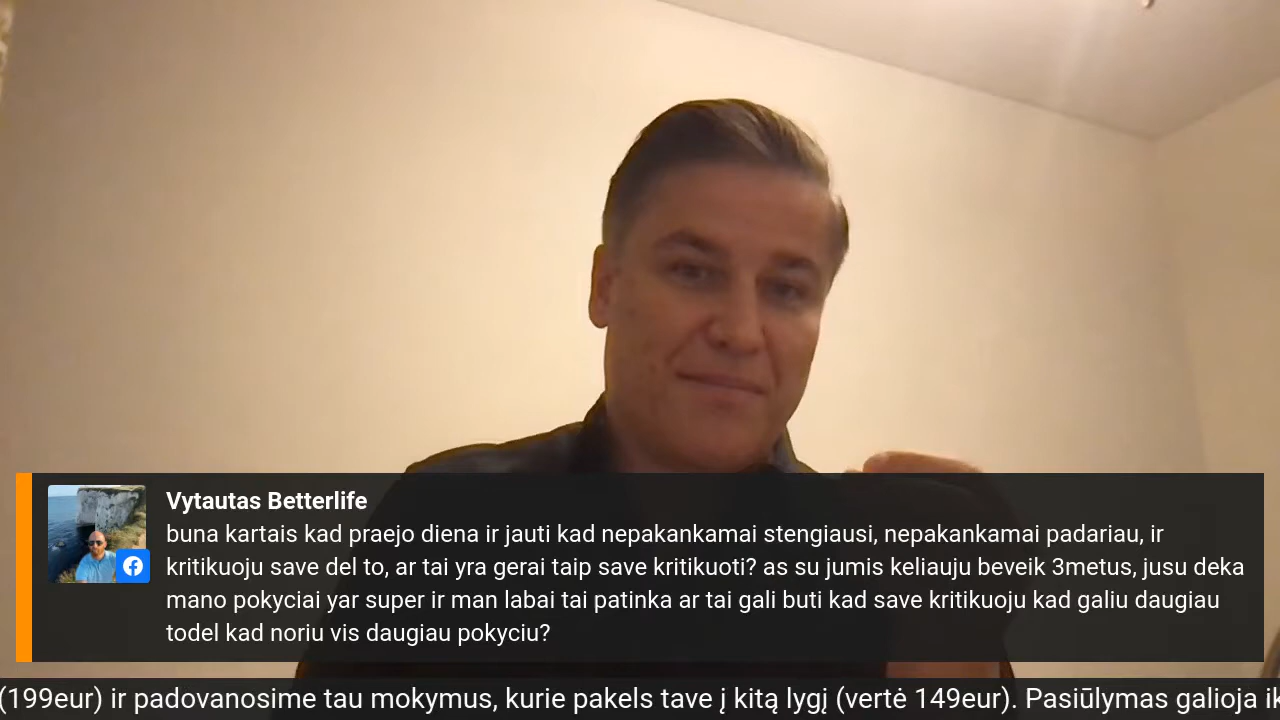 Vytautas Betterlife
buna kartais kad praejo diena ir jauti kad nepakankamai stengiausi, nepakankamai padariau, ir
kritikuoju save del to, ar tai yra gerai taip save kritikuoti? as su jumis keliauju beveik 3metus, jusu deka
mano pokyciai yar super ir man labai tai patinka ar tai gali buti kad save kritikuoju kad galiu daugiau
todel kad noriu vis daugiau pokyciu?
(199eur) ir padovanosime tau mokymus, kurie pakels tave į kitą lygį (vertė 149eur). Pasiūlymas galioja